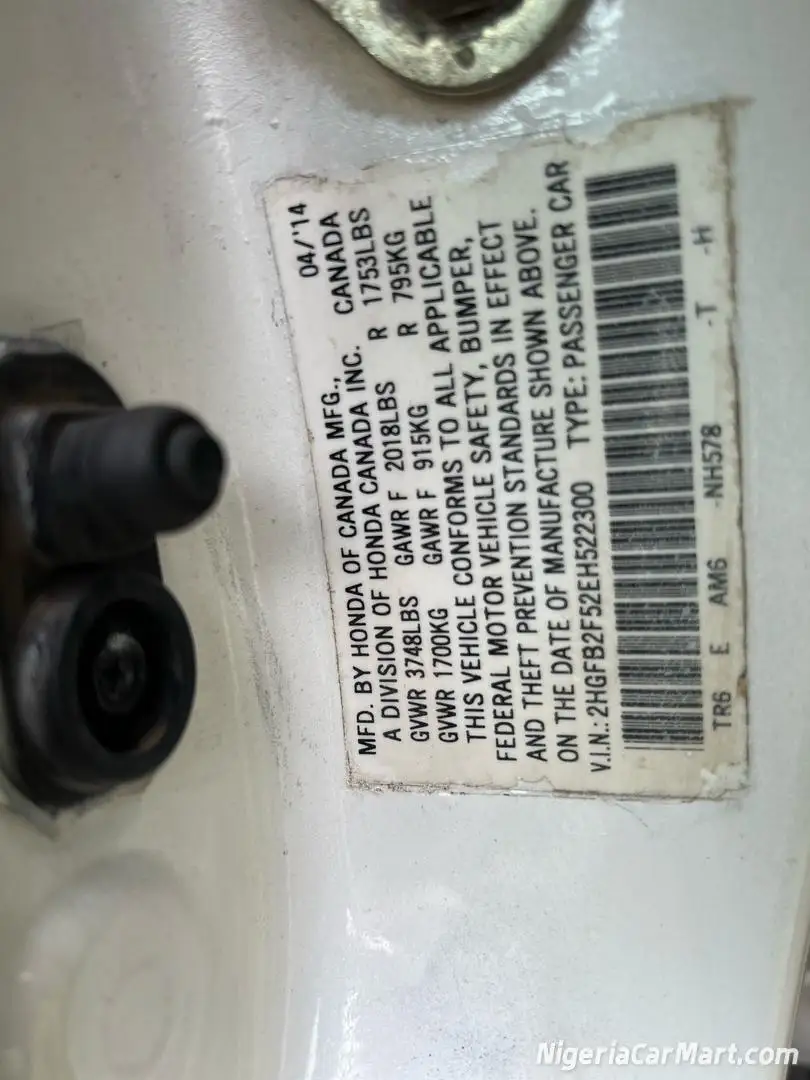 MFD. BY HONDA OF CANADA MFG., 04/'14
A DIVISION OF HONDA CANADA INC. CANADA
GVWR 3748LBS GAWR F 2018LBS R 1753LBS
GVWR 1700KG GAWR F 915KG R 795KG
THIS VEHICLE CONFORMS TO ALL APPLICABLE
FEDERAL MOTOR VEHICLE SAFETY, BUMPER,
AND THEFT PREVENTION STANDARDS IN EFFECT
ON THE DATE OF MANUFACTURE SHOWN ABOVE.
V.I.N.: 2HGFB2F52EH522300 TYPE: PASSENGER CAR
TR6 E AM6 -NH578 -T -H
NigeriaCarMart.com